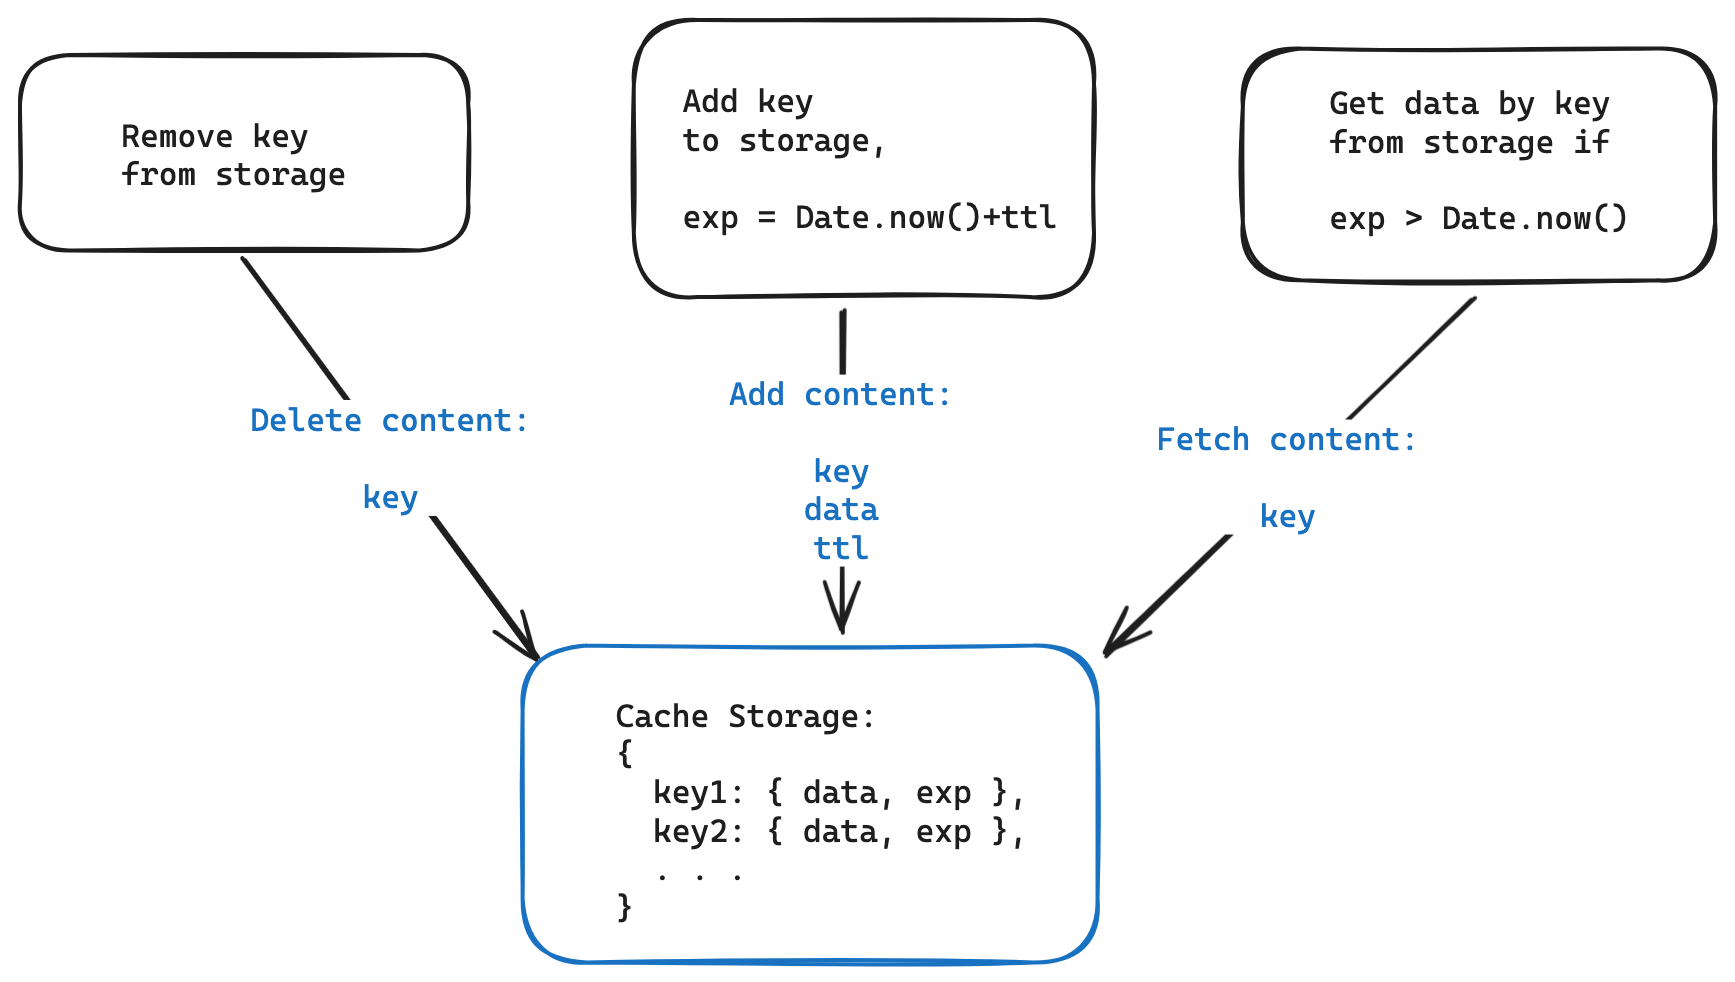 Remove key
from storage
Add key
to storage,
exp = Date.now()+ttl
Get data by key
from storage if
exp > Date.now()
Delete content:
key
Add content:
key
data
ttl
Fetch content:
key
Cache Storage:
{
  key1: { data, exp },
  key2: { data, exp },
  . . .
}